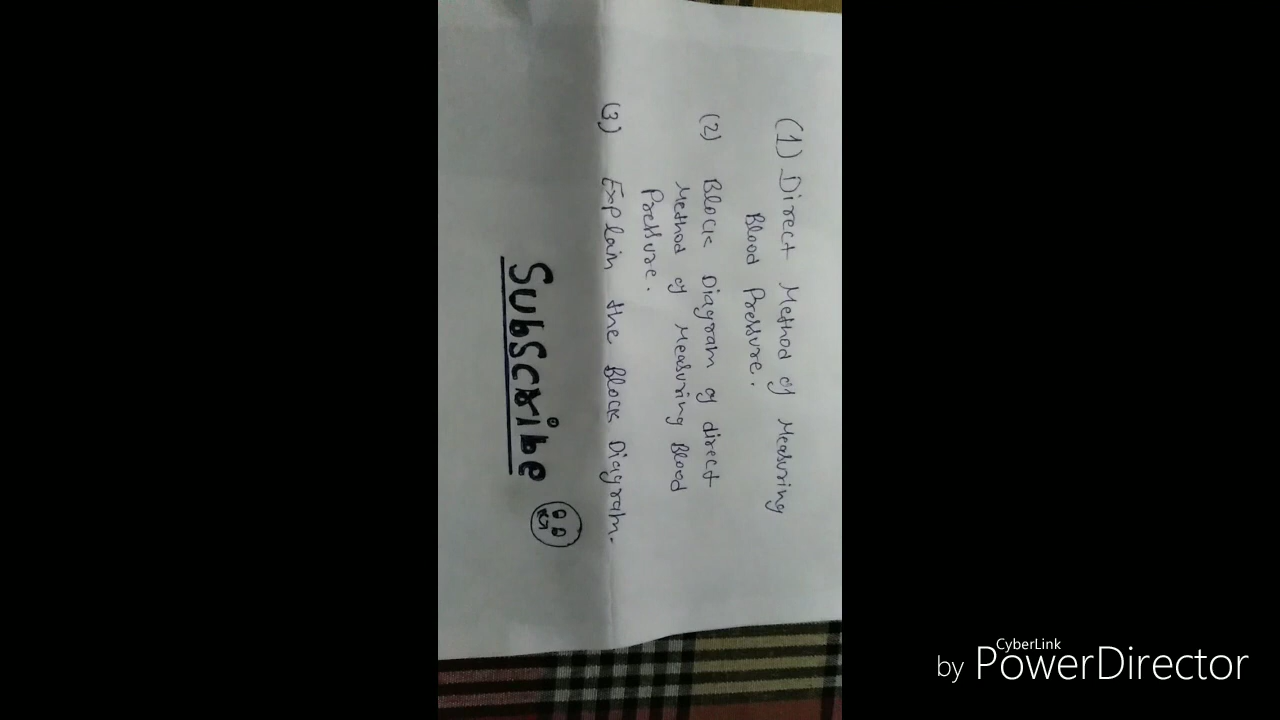 (1) Direct Method of Measuring
Blood Pressure.
(2) Block Diagram of direct
Method of Measuring Blood
Pressure.
(3) Explain the Block Diagram.
Subscribe
CyberLink
by PowerDirector